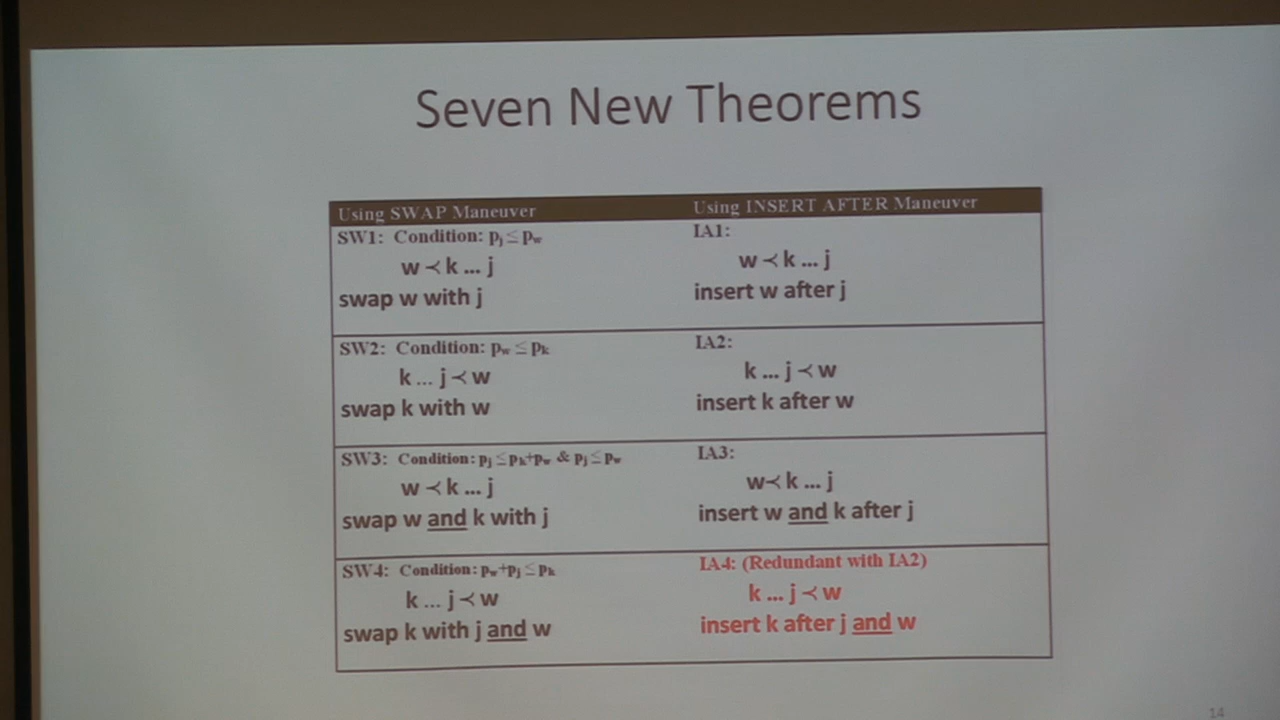 Seven New Theorems
Using SWAP Maneuver
Using INSERT AFTER Maneuver
SW1: Condition: pj ≤ pw
w ≺ k ... j
swap w with j
IA1:
w ≺ k ... j
insert w after j
SW2: Condition: pw ≤ pk
k ... j ≺ w
swap k with w
IA2:
k ... j ≺ w
insert k after w
SW3: Condition: pj ≤ pk+pw & pj ≤ pw
w ≺ k ... j
swap w and k with j
IA3:
w ≺ k ... j
insert w and k after j
SW4: Condition: pw+pj ≤ pk
k ... j ≺ w
swap k with j and w
IA4: (Redundant with IA2)
k ... j ≺ w
insert k after j and w
14